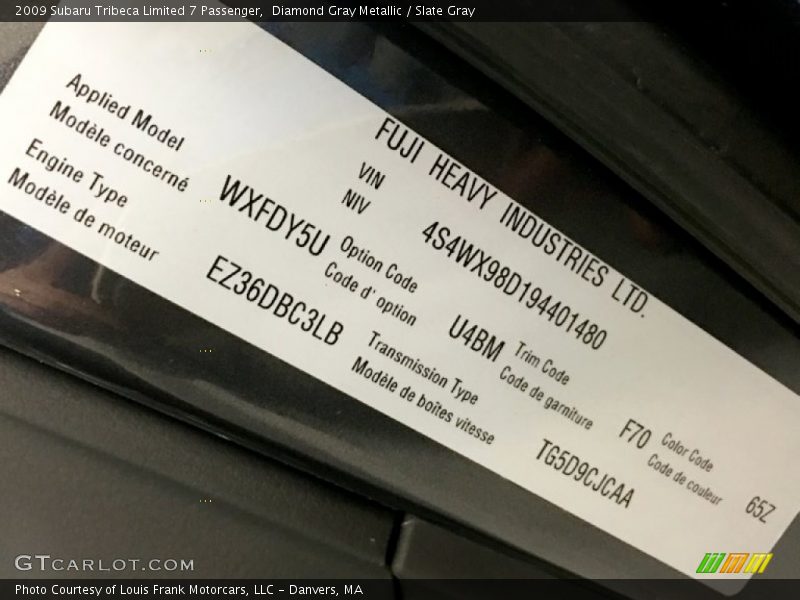 2009 Subaru Tribeca Limited 7 Passenger,  Diamond Gray Metallic / Slate Gray
FUJI HEAVY INDUSTRIES LTD.
VIN
NIV
4S4WX98D194401480
Applied Model
Modèle concerné
WXFDY5U
Option Code
Code d' option
U4BM
Trim Code
Code de garniture
F70
Color Code
Code de couleur
65Z
Engine Type
Modèle de moteur
EZ36DBC3LB
Transmission Type
Modèle de boîtes vitesse
TG5D9CJCAA
GTCARLOT.COM
Photo Courtesy of Louis Frank Motorcars, LLC – Danvers, MA